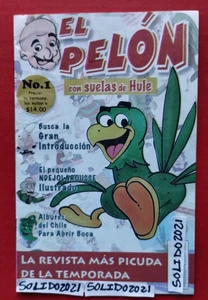 EL PELÓN
con suelas de Hule
No.1
$14.00
Busca la
Gran
Introducción
El pequeño
Ilustrado
Albures
del Chile
Para Abrir Boca
LA REVISTA MÁS PICUDA
DE LA TEMPORADA
SOLIDO2021 SOLIDO2021
SOLIDO2021